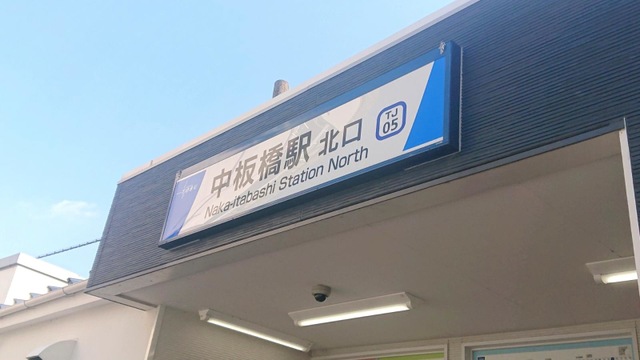 中板橋駅 北口
Naka-Itabashi Station North
TJ
05